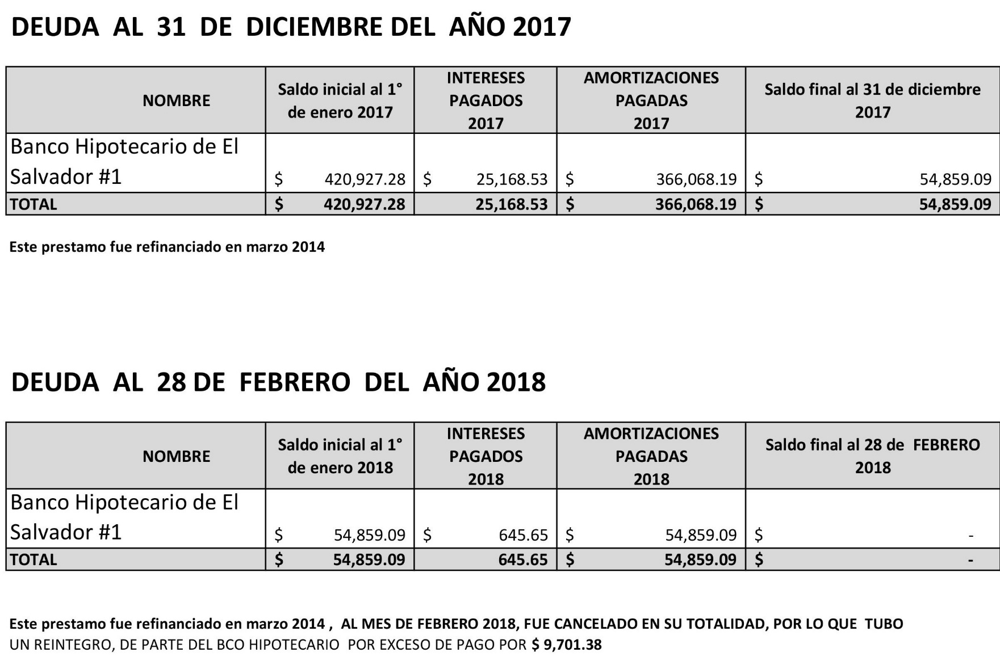 DEUDA AL 31 DE DICIEMBRE DEL AÑO 2017
NOMBRE
Saldo inicial al 1°
de enero 2017
INTERESES
PAGADOS
2017
AMORTIZACIONES
PAGADAS
2017
Saldo final al 31 de diciembre
2017
Banco Hipotecario de El
Salvador #1 $ 420,927.28 $ 25,168.53 $ 366,068.19 $ 54,859.09
TOTAL $ 420,927.28 25,168.53 $ 366,068.19 $ 54,859.09
Este prestamo fue refinanciado en marzo 2014
DEUDA AL 28 DE FEBRERO DEL AÑO 2018
NOMBRE
Saldo inicial al 1°
de enero 2018
INTERESES
PAGADOS
2018
AMORTIZACIONES
PAGADAS
2018
Saldo final al 28 de FEBRERO
2018
Banco Hipotecario de El
Salvador #1 $ 54,859.09 $ 645.65 $ 54,859.09 $ -
TOTAL $ 54,859.09 645.65 $ 54,859.09 $ -
Este prestamo fue refinanciado en marzo 2014 , AL MES DE FEBRERO 2018, FUE CANCELADO EN SU TOTALIDAD, POR LO QUE TUBO
UN REINTEGRO, DE PARTE DEL BCO HIPOTECARIO POR EXCESO DE PAGO POR $ 9,701.38